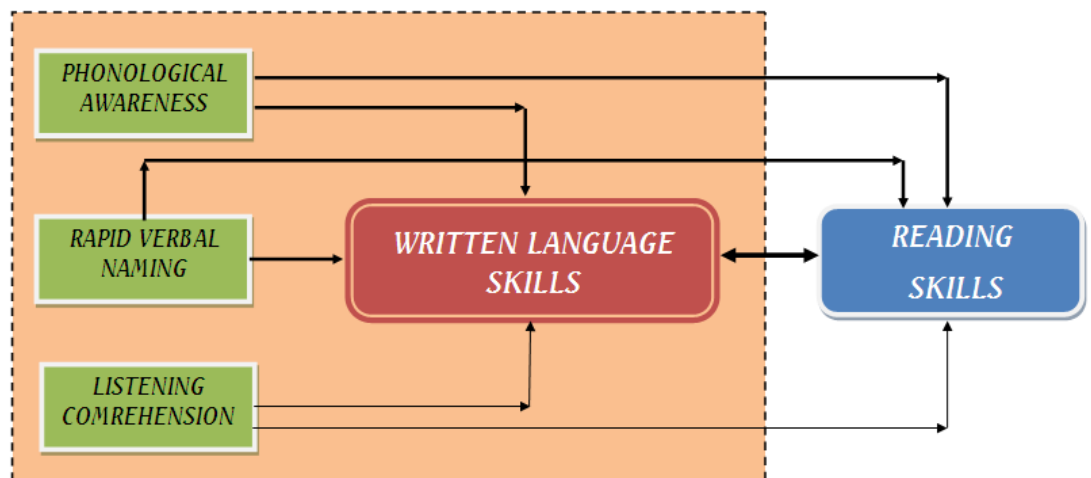 PHONOLOGICAL
AWARENESS
RAPID VERBAL
NAMING
WRITTEN LANGUAGE
SKILLS
READING
SKILLS
LISTENING
COMREHENSION